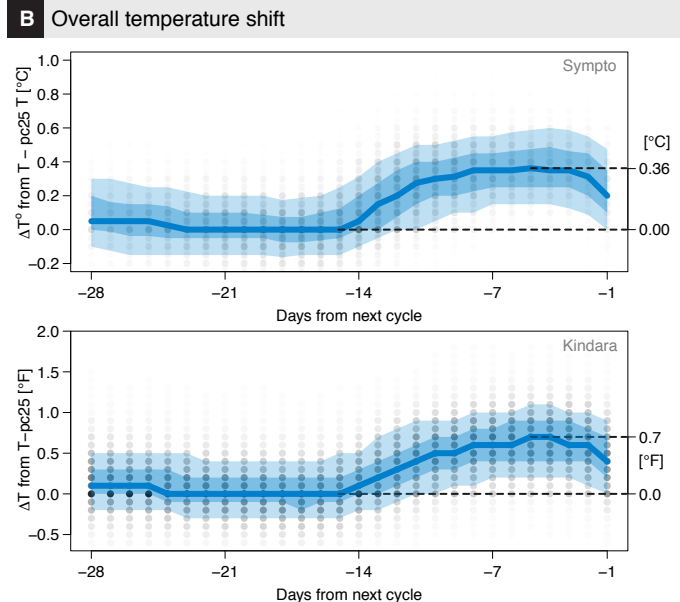 B Overall temperature shift
Sympto
ΔTº from T − pc25 T [°C]
1.0
0.8
0.6
0.4
0.2
0.0
−0.2
[°C]
0.36
0.00
−28 −21 −14 −7 −1
Days from next cycle
Kindara
ΔT from T−pc25 [°F]
2.0
1.5
1.0
0.5
0.0
−0.5
0.7
[°F]
0.0
−28 −21 −14 −7 −1
Days from next cycle